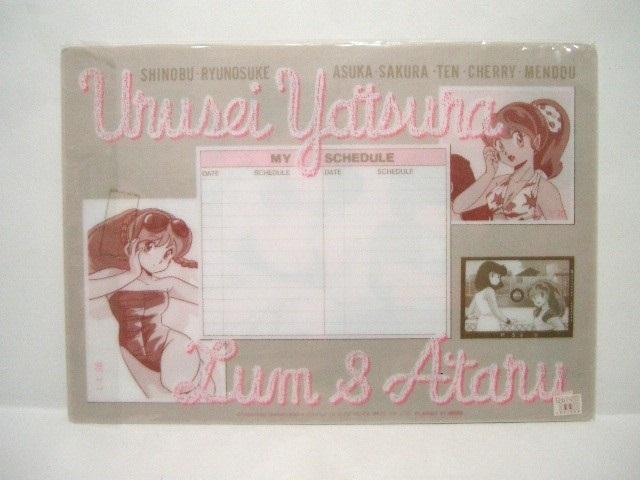 SHINOBU·RYUNOSUKE ASUKA·SAKURA·TEN·CHERRY·MENDOU
Urusei Yatsura
MY SCHEDULE
DATE SCHEDULE DATE SCHEDULE
Lum & Ataru